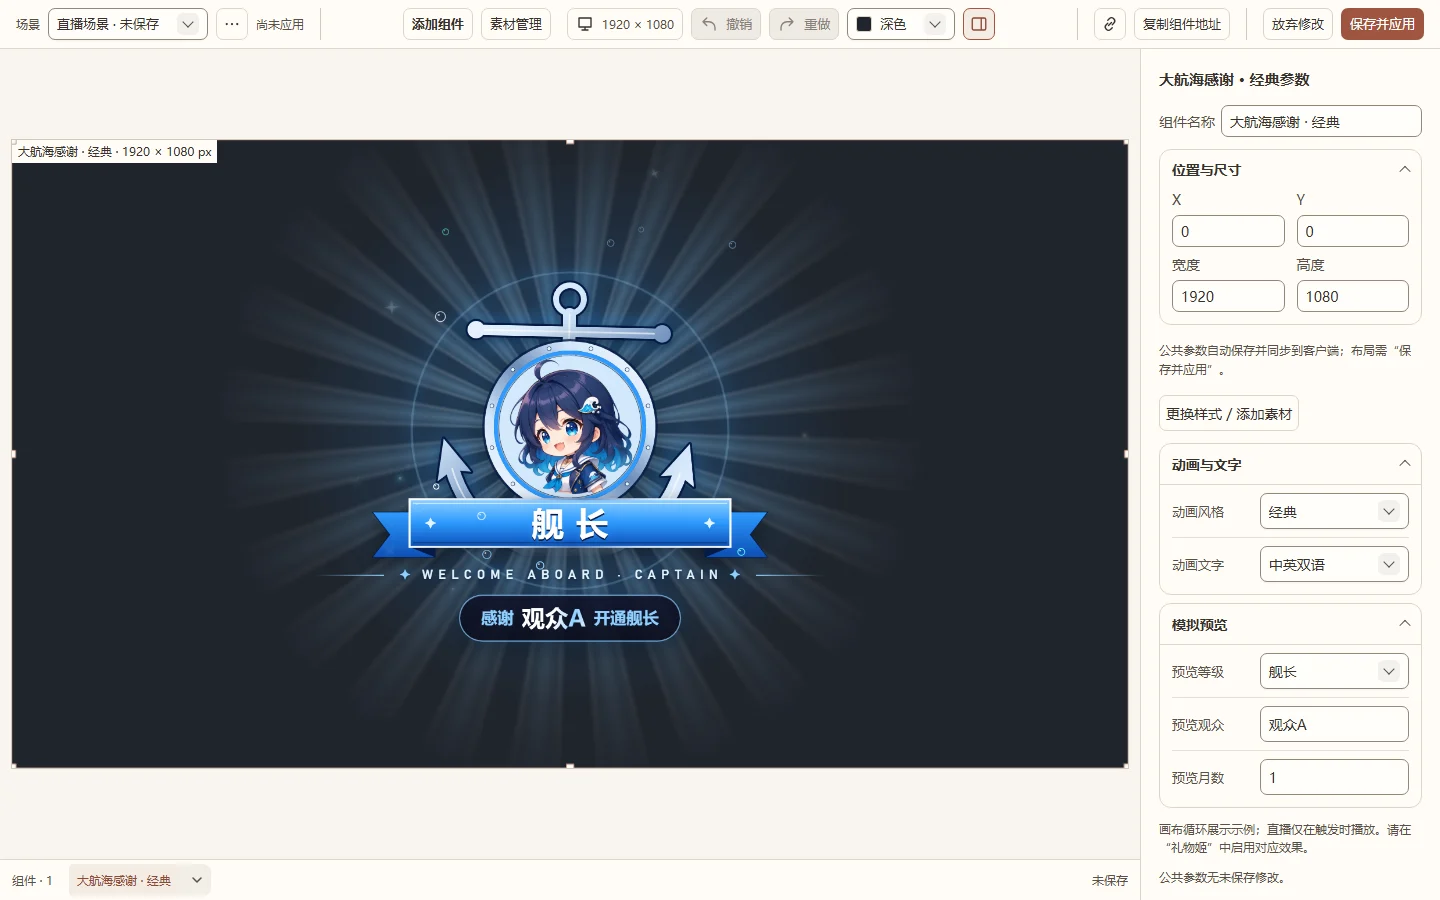 场景
直播场景 · 未保存
···
尚未应用
添加组件
素材管理
1920 × 1080
撤销
重做
深色
复制组件地址
放弃修改
保存并应用
大航海感谢 · 经典 · 1920 × 1080 px
舰长
WELCOME ABOARD · CAPTAIN
感谢 观众A 开通舰长
大航海感谢 • 经典参数
组件名称
大航海感谢 · 经典
位置与尺寸
X
Y
0
0
宽度
高度
1920
1080
公共参数自动保存并同步到客户端；布局需“保
存并应用”。
更换样式 / 添加素材
动画与文字
动画风格
经典
动画文字
中英双语
模拟预览
预览等级
舰长
预览观众
观众A
预览月数
1
画布循环展示示例；直播仅在触发时播放。请在
“礼物姬”中启用对应效果。
公共参数无未保存修改。
组件 · 1
大航海感谢 · 经典
未保存